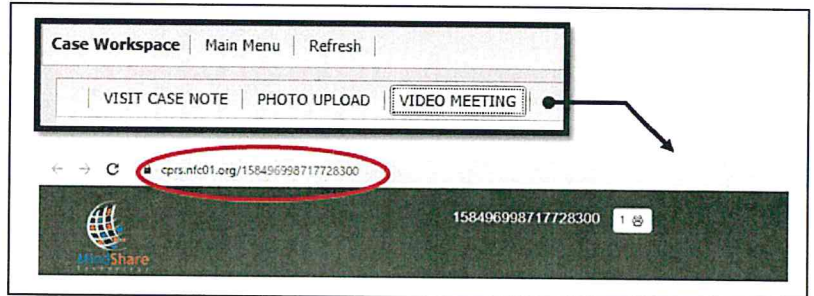 Case Workspace | Main Menu | Refresh |
| VISIT CASE NOTE | PHOTO UPLOAD | VIDEO MEETING |
cprs.nfc01.org/158496998717728300
158496998717728300 1
MindShare
Technology